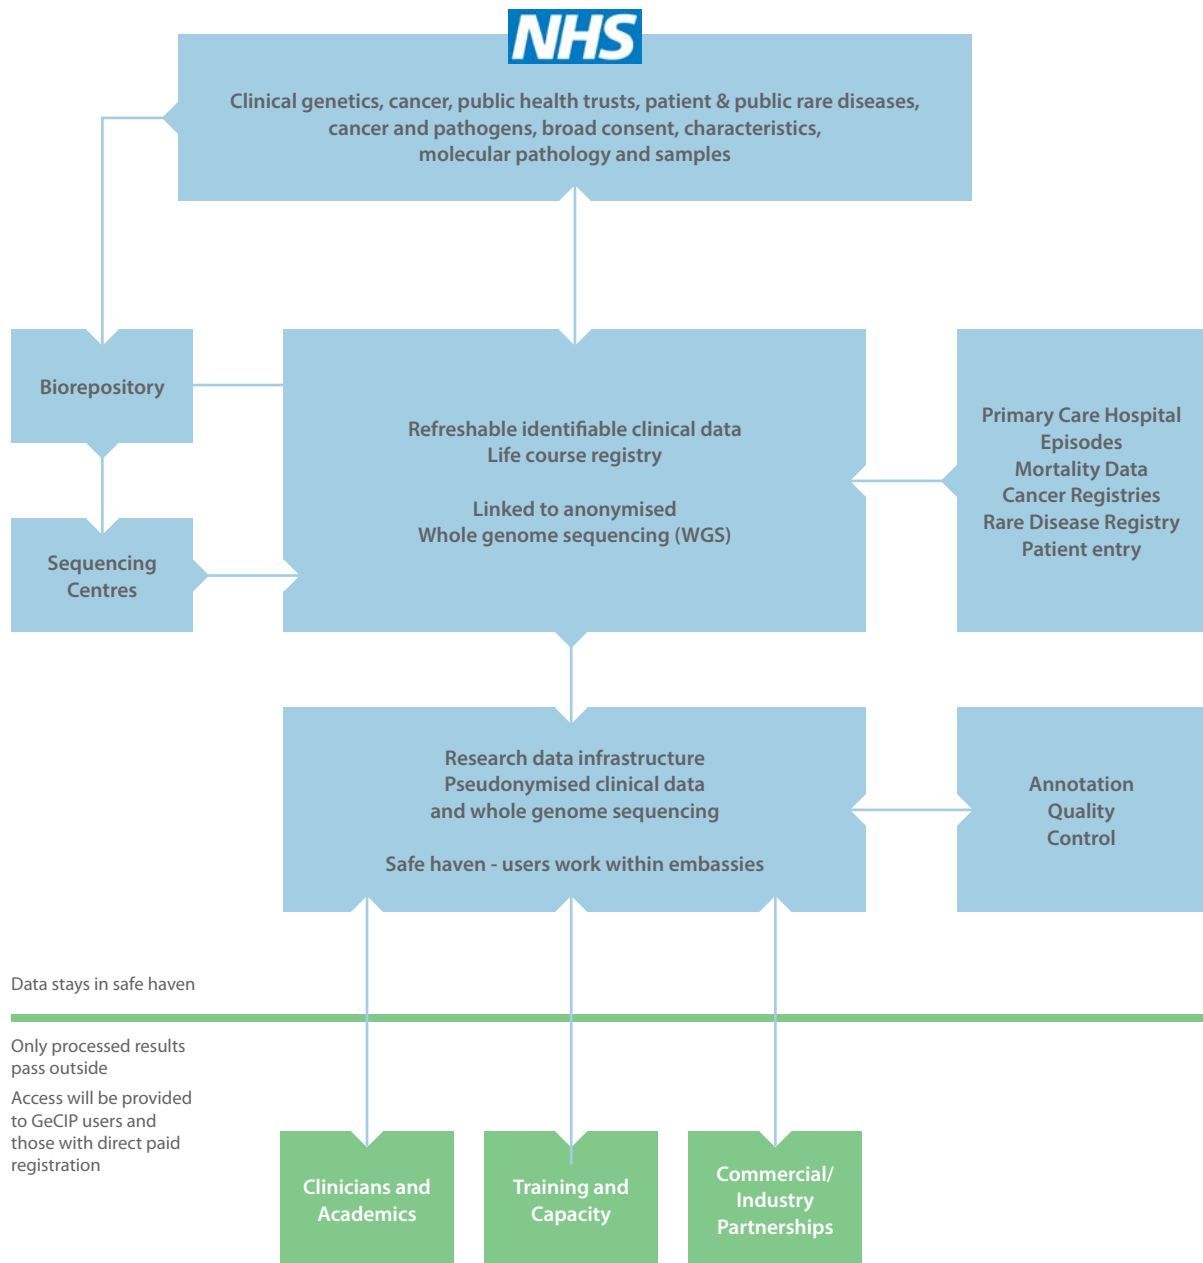 NHS
Clinical genetics, cancer, public health trusts, patient & public rare diseases,
cancer and pathogens, broad consent, characteristics,
molecular pathology and samples
Biorepository
Refreshable identifiable clinical data
Life course registry
Linked to anonymised
Whole genome sequencing (WGS)
Primary Care Hospital
Episodes
Mortality Data
Cancer Registries
Rare Disease Registry
Patient entry
Sequencing
Centres
Research data infrastructure
Pseudonymised clinical data
and whole genome sequencing
Safe haven - users work within embassies
Annotation
Quality
Control
Data stays in safe haven
Only processed results
pass outside
Access will be provided
to GeCIP users and
those with direct paid
registration
Clinicians and
Academics
Training and
Capacity
Commercial/
Industry
Partnerships